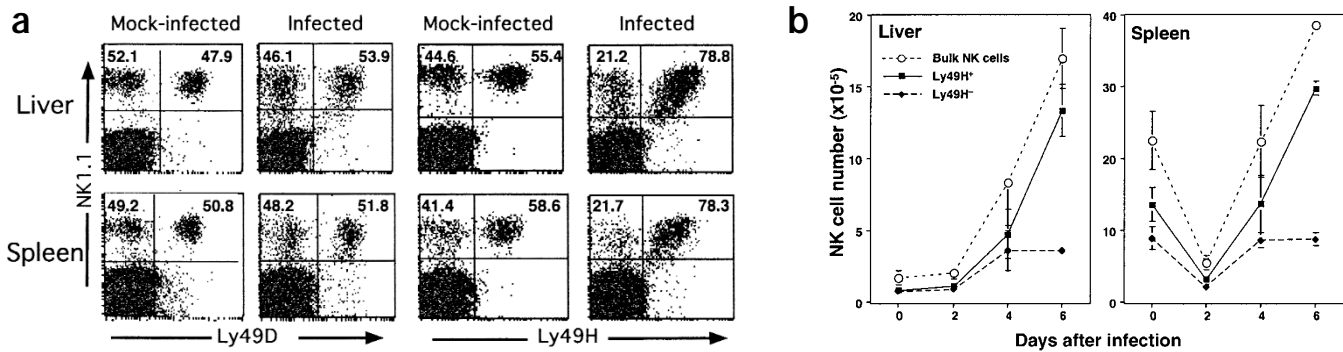 a
Mock-infected Infected Mock-infected Infected
Liver
52.1 47.9 46.1 53.9 44.6 55.4 21.2 78.8
NK1.1
Spleen
49.2 50.8 48.2 51.8 41.4 58.6 21.7 78.3
Ly49D Ly49H
b
NK cell number (x10-5)
20
15
10
5
0
Liver
Bulk NK cells
Ly49H+
Ly49H–
0 2 4 6
40
30
20
10
0
Spleen
0 2 4 6
Days after infection